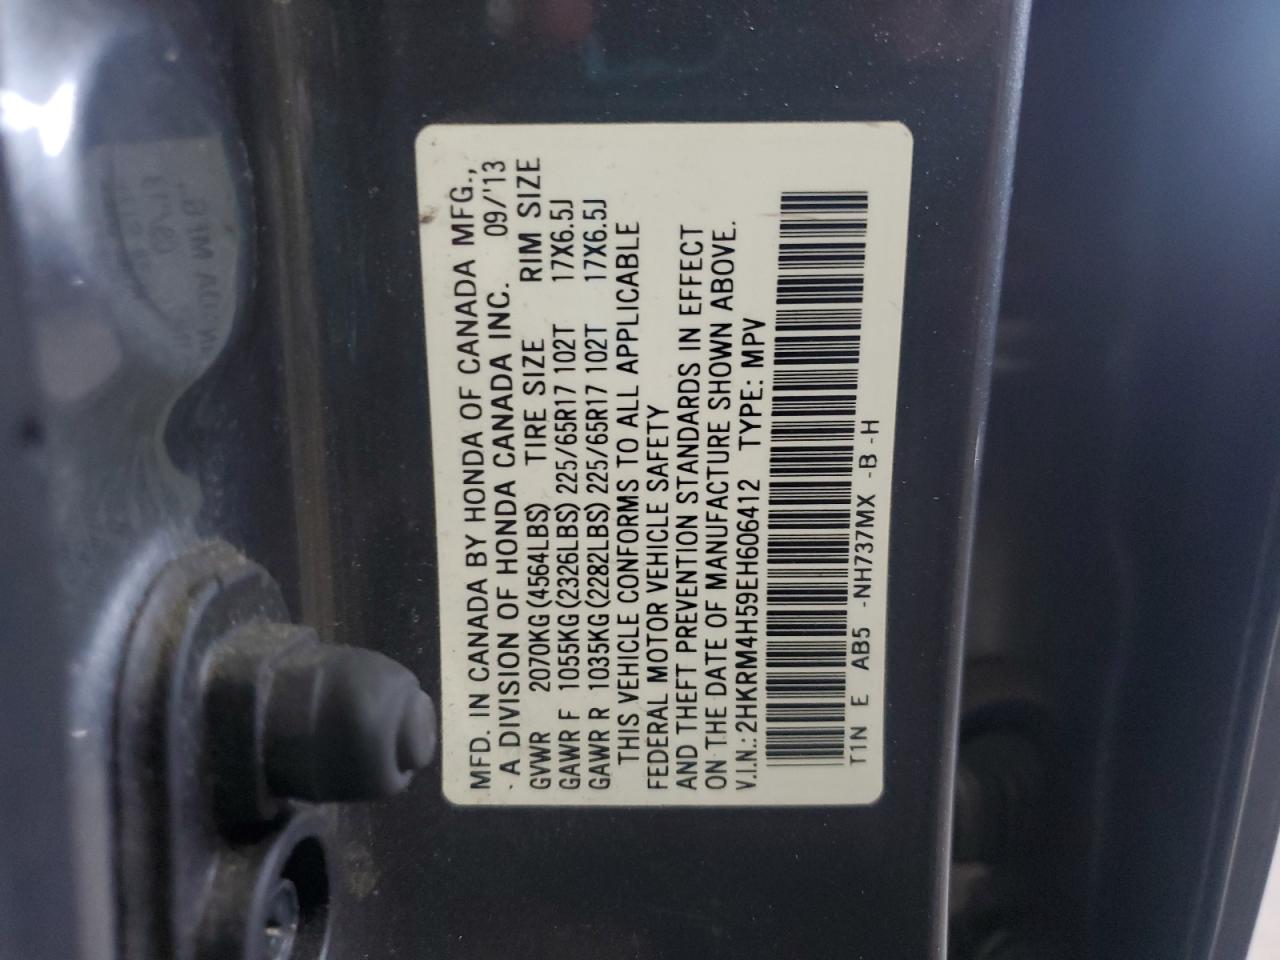 MFD. IN CANADA BY HONDA OF CANADA MFG.,
A DIVISION OF HONDA CANADA INC. 09/'13
GVWR 2070KG(4564LBS) TIRE SIZE RIM SIZE
GAWR F 1055KG(2326LBS) 225/65R17 102T 17X6.5J
GAWR R 1035KG(2282LBS) 225/65R17 102T 17X6.5J
THIS VEHICLE CONFORMS TO ALL APPLICABLE
FEDERAL MOTOR VEHICLE SAFETY
AND THEFT PREVENTION STANDARDS IN EFFECT
ON THE DATE OF MANUFACTURE SHOWN ABOVE.
V.I.N.: 2HKRM4H59EH606412 TYPE: MPV
T1N E AB5 -NH737MX -B -H